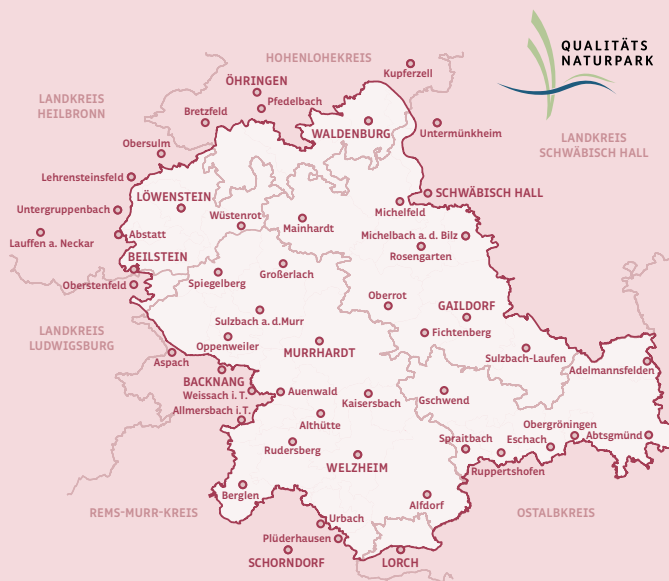 QUALITÄTS
NATURPARK
HOHENLOHEKREIS
Kupferzell
ÖHRINGEN
LANDKREIS
HEILBRONN
Pfedelbach
Bretzfeld
WALDENBURG
Untermünkheim
LANDKREIS
SCHWÄBISCH HALL
Obersulm
Lehrensteinsfeld
LÖWENSTEIN
SCHWÄBISCH HALL
Untergruppenbach
Wüstenrot
Michelfeld
Mainhardt
Abstatt
Lauffen a. Neckar
Michelbach a. d. Bilz
Rosengarten
BEILSTEIN
Spiegelberg
Großerlach
Oberstenfeld
Oberrot
GAILDORF
Sulzbach a.d.Murr
LANDKREIS
LUDWIGSBURG
Fichtenberg
Oppenweiler
MURRHARDT
Sulzbach-Laufen
Aspach
Adelmannsfelden
BACKNANG
Weissach i. T.
Auenwald
Kaisersbach
Gschwend
Allmersbach i.T.
Althütte
Obergröningen
Spraitbach
Eschach
Abtsgmünd
Rudersberg
WELZHEIM
Ruppertshofen
Berglen
Alfdorf
REMS-MURR-KREIS
OSTALBKREIS
Urbach
Plüderhausen
SCHORNDORF
LORCH